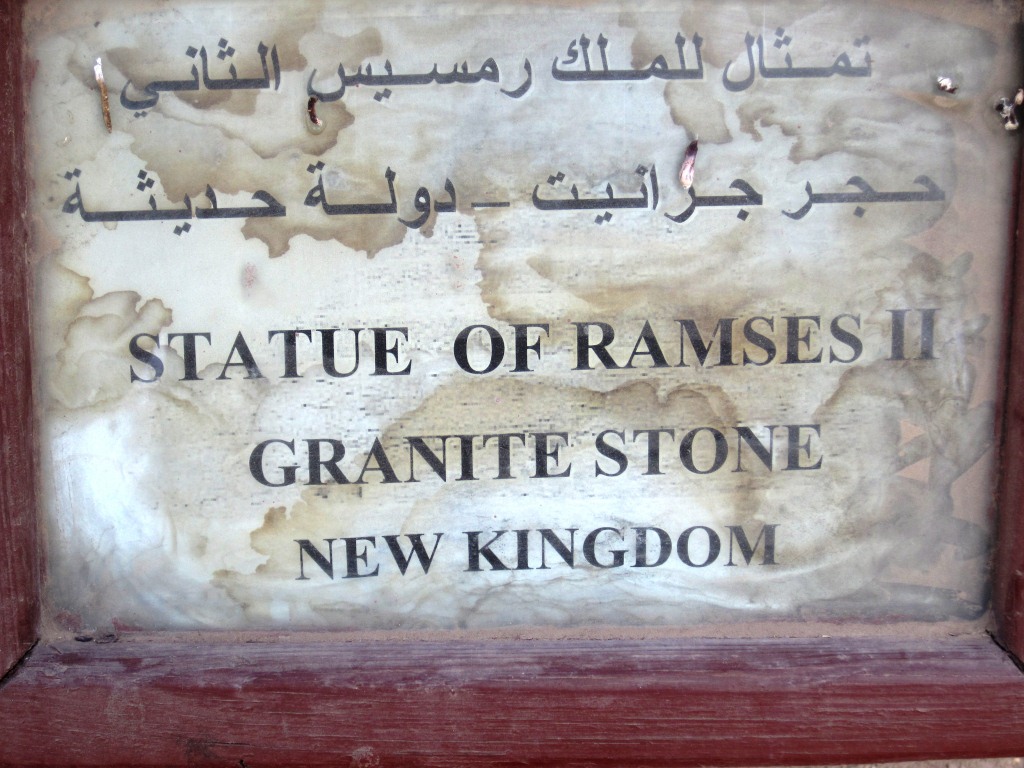 تمثال للملك رمسيس الثاني
حجر جرانيت - دولة حديثة
STATUE OF RAMSES II
GRANITE STONE
NEW KINGDOM